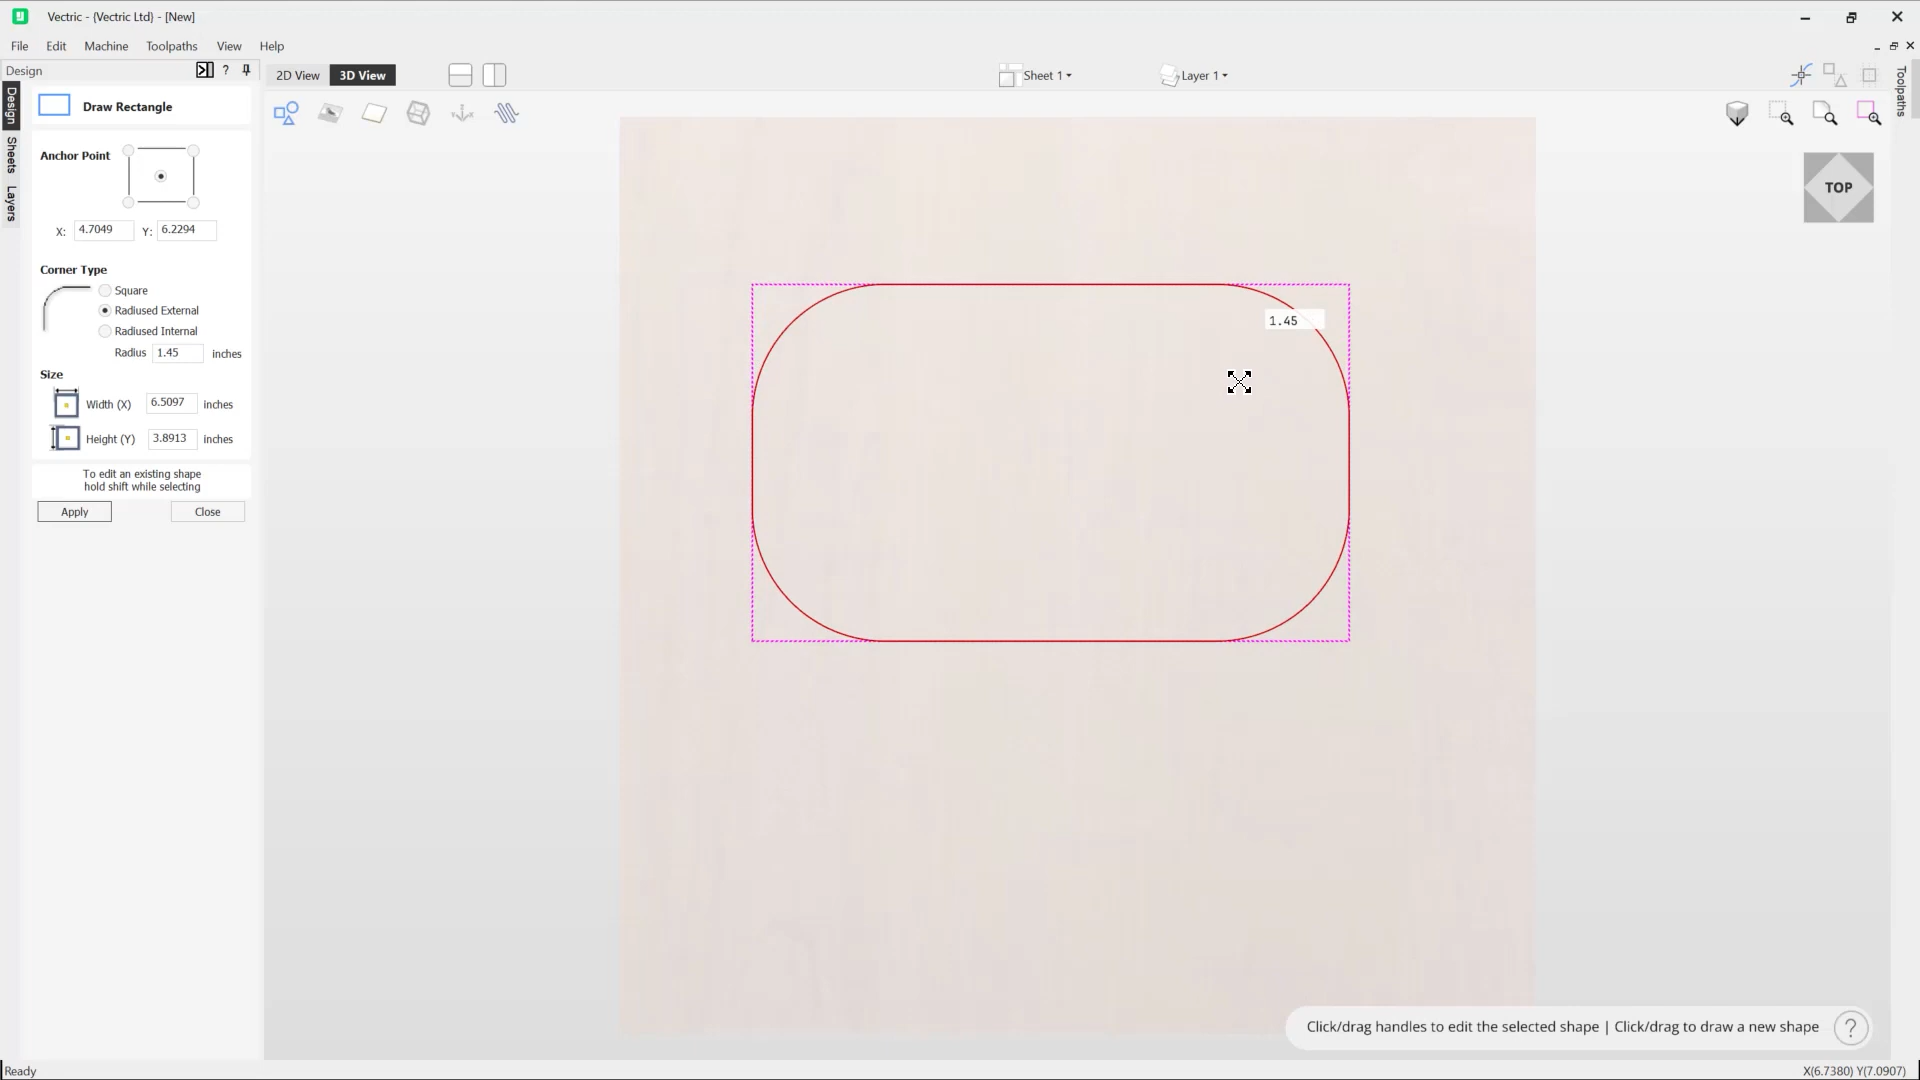 Vectric - {Vectric Ltd} - [New]
File Edit Machine Toolpaths View Help
Design ?
2D View 3D View Sheet 1 Layer 1
Design
Sheets
Layers
Toolpaths
Draw Rectangle
Anchor Point
X: 4.7049 Y: 6.2294
Corner Type
Square
Radiused External
Radiused Internal
Radius 1.45 inches
Size
Width (X) 6.5097 inches
Height (Y) 3.8913 inches
To edit an existing shape
hold shift while selecting
Apply Close
TOP
1.45
Click/drag handles to edit the selected shape | Click/drag to draw a new shape ?
Ready X(6.7380) Y(7.0907)